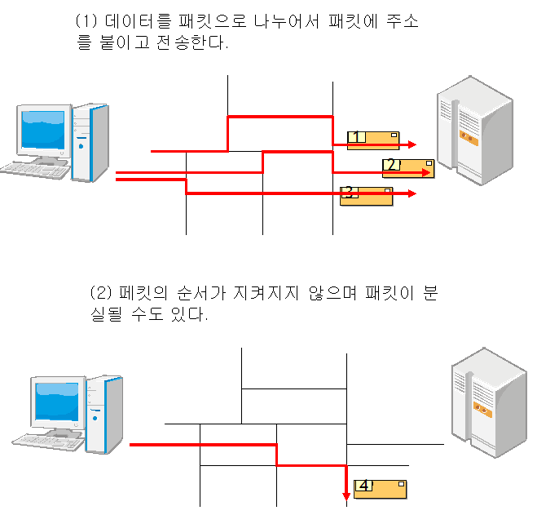 (1) 데이터를 패킷으로 나누어서 패킷에 주소
를 붙이고 전송한다.
1
2
3
(2) 페킷의 순서가 지켜지지 않으며 패킷이 분
실될 수도 있다.
4